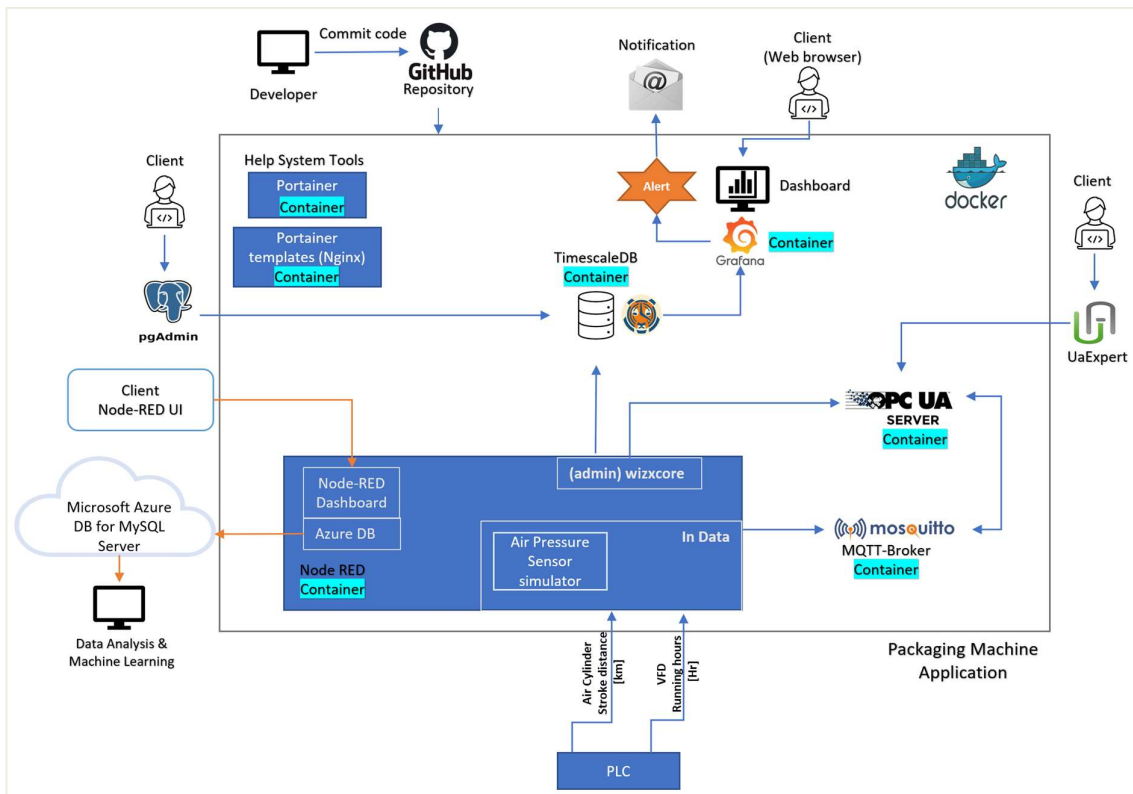 Commit code
Developer
GitHub
Repository
Notification
@
Client
(Web browser)
Client
Help System Tools
Portainer
Container
Portainer
templates (Nginx)
Container
Alert
Dashboard
docker
Client
Grafana
Container
TimescaleDB
Container
pgAdmin
UaExpert
Client
Node-RED UI
OPC UA
SERVER
Container
(admin) wizxcore
Node-RED
Dashboard
Azure DB
Microsoft Azure
DB for MySQL
Server
In Data
Air Pressure
Sensor
simulator
mosquitto
MQTT-Broker
Container
Node RED
Container
Data Analysis &
Machine Learning
Packaging Machine
Application
Air Cylinder
Stroke distance
[km]
VFD
Running hours
[Hr]
PLC